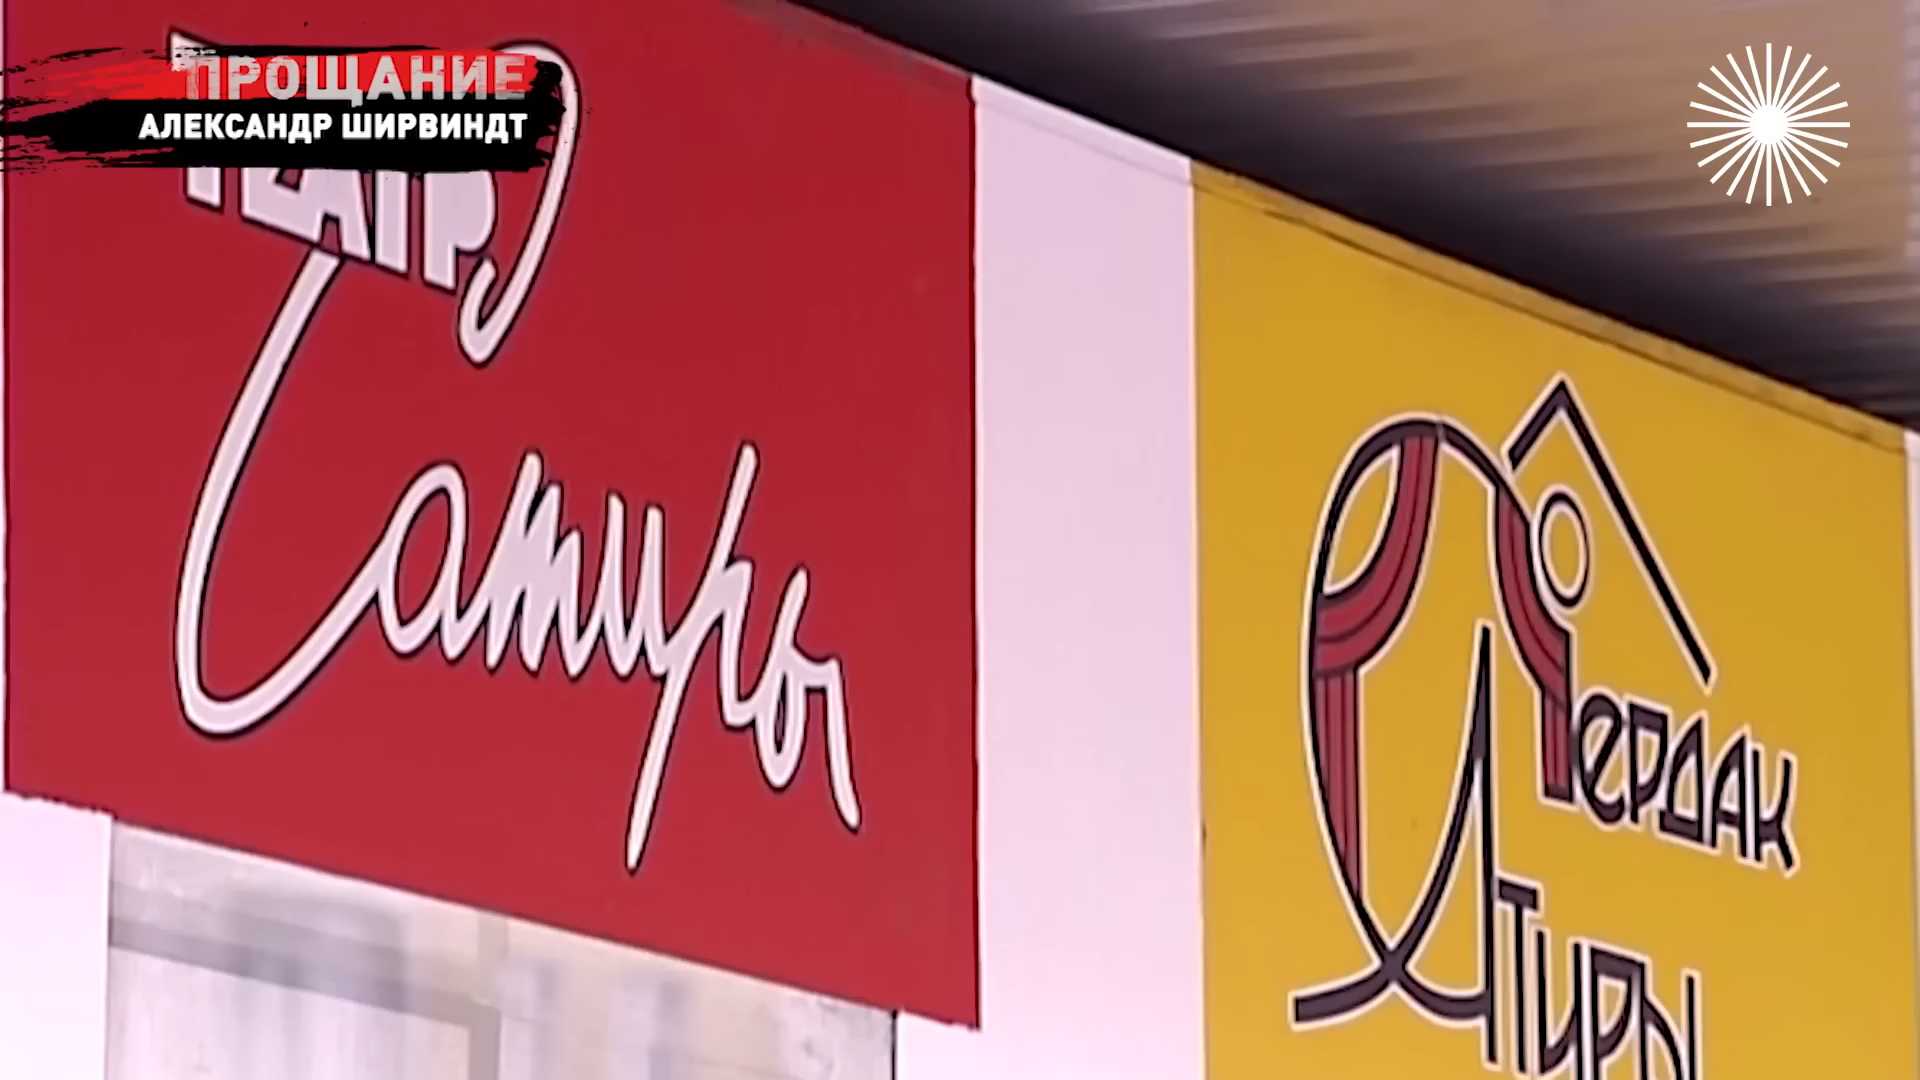 ПРОЩАНИЕ
АЛЕКСАНДР ШИРВИНДТ
ТЕАТР
Сатиры
Чердак
Сатиры